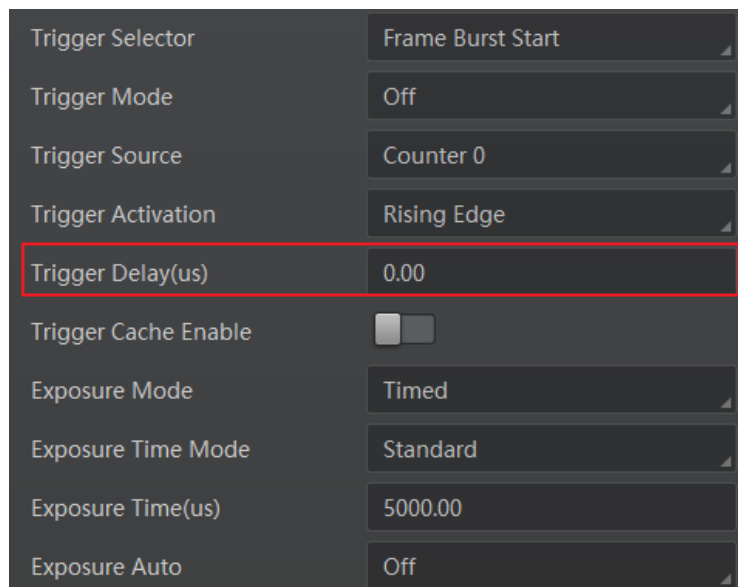 Trigger Selector Frame Burst Start
Trigger Mode Off
Trigger Source Counter 0
Trigger Activation Rising Edge
Trigger Delay(us) 0.00
Trigger Cache Enable
Exposure Mode Timed
Exposure Time Mode Standard
Exposure Time(us) 5000.00
Exposure Auto Off